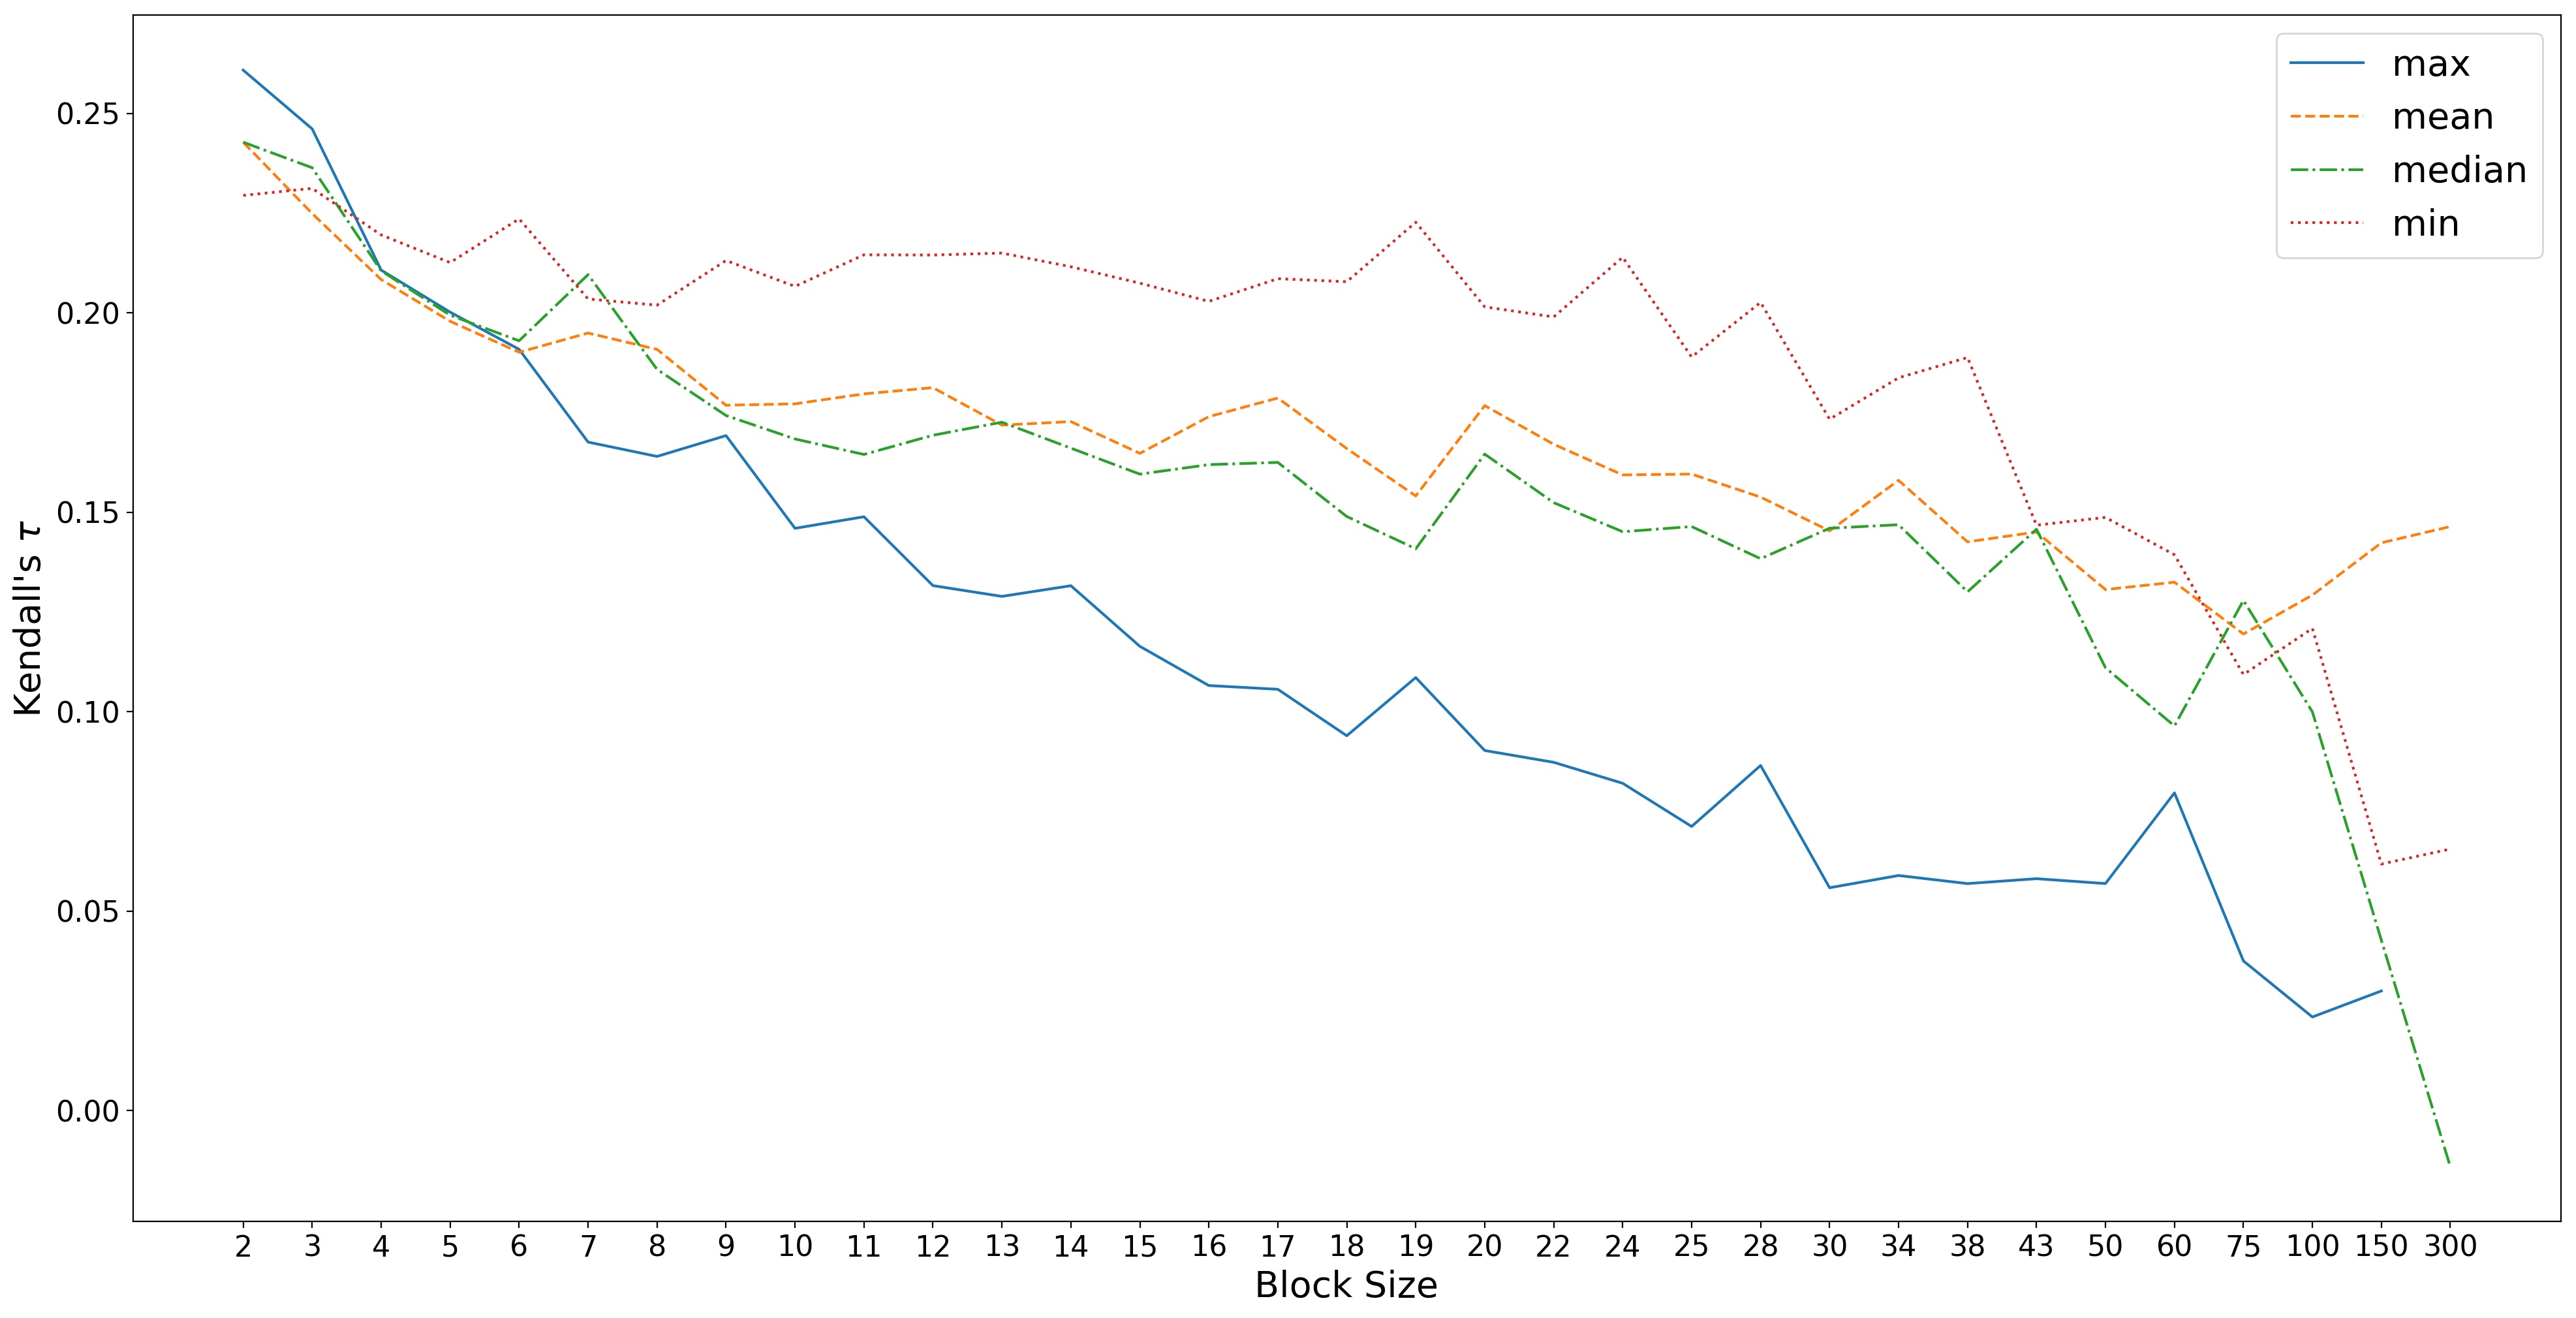 max
mean
median
min
0.25
0.20
0.15
0.10
0.05
0.00
Kendall's τ
2 3 4 5 6 7 8 9 10 11 12 13 14 15 16 17 18 19 20 22 24 25 28 30 34 38 43 50 60 75 100 150 300
Block Size